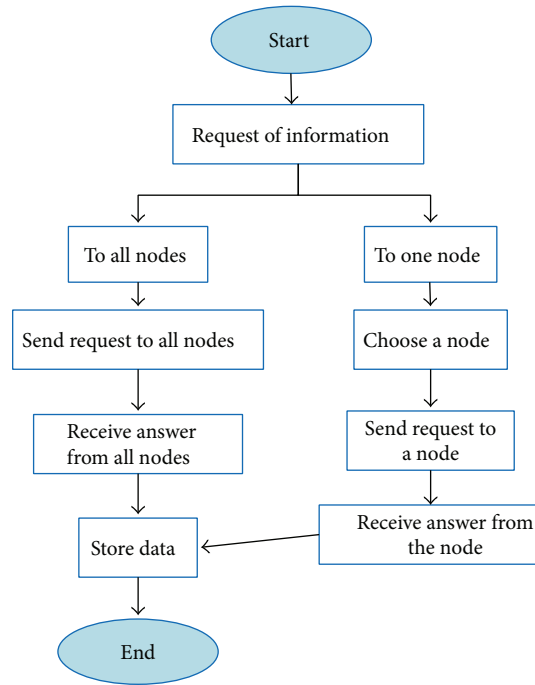 Start
Request of information
To all nodes
To one node
Send request to all nodes
Choose a node
Receive answer
from all nodes
Send request to
a node
Store data
Receive answer from
the node
End